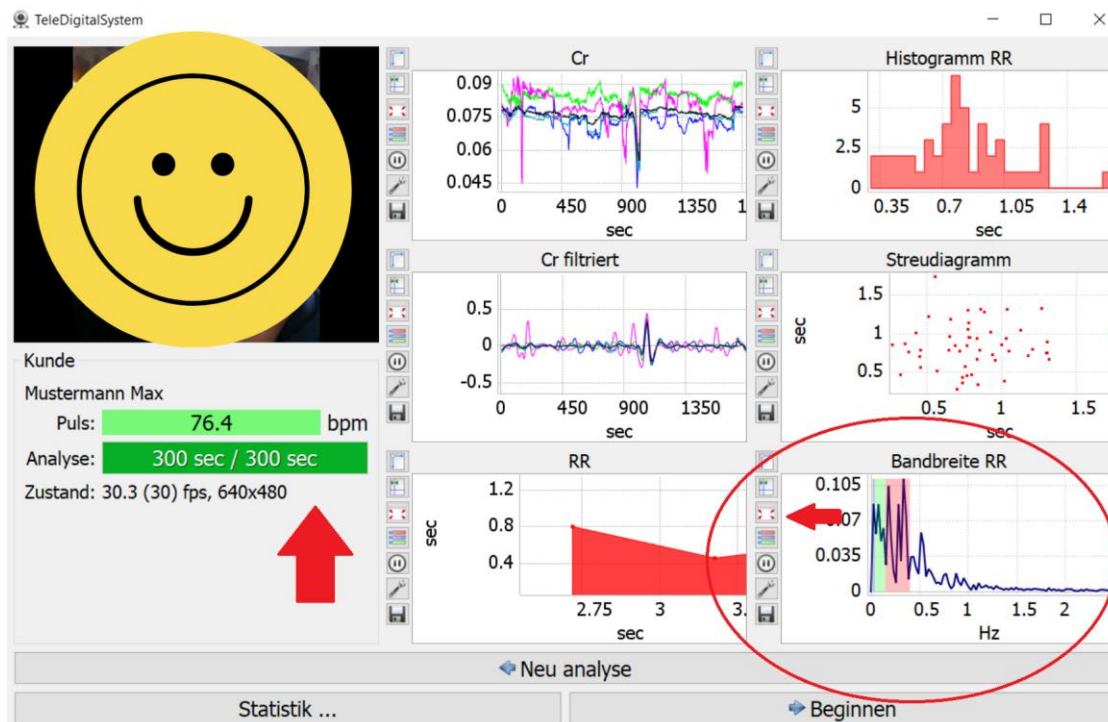 TeleDigitalSystem
Cr
0.09
0.075
0.06
0.045
0 450 900 1350 1
sec
Histogramm RR
5
2.5
0
0.35 0.7 1.05 1.4
sec
Cr filtriert
0.5
0
-0.5
0 450 900 1350
sec
Streudiagramm
sec
1.5
1
0.5
0.5 1 1.5
sec
Kunde
Mustermann Max
Puls: 76.4 bpm
Analyse: 300 sec / 300 sec
Zustand: 30.3 (30) fps, 640x480
RR
sec
1.2
0.8
0.4
2.75 3 3.
sec
Bandbreite RR
0.105
0.07
0.035
0
0 0.5 1 1.5 2
Hz
Neu analyse
Statistik ...
Beginnen